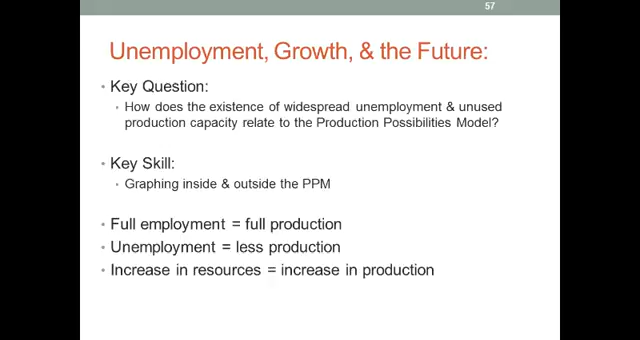 57
Unemployment, Growth, & the Future:
• Key Question:
• How does the existence of widespread unemployment & unused
production capacity relate to the Production Possibilities Model?
• Key Skill:
• Graphing inside & outside the PPM
• Full employment = full production
• Unemployment = less production
• Increase in resources = increase in production